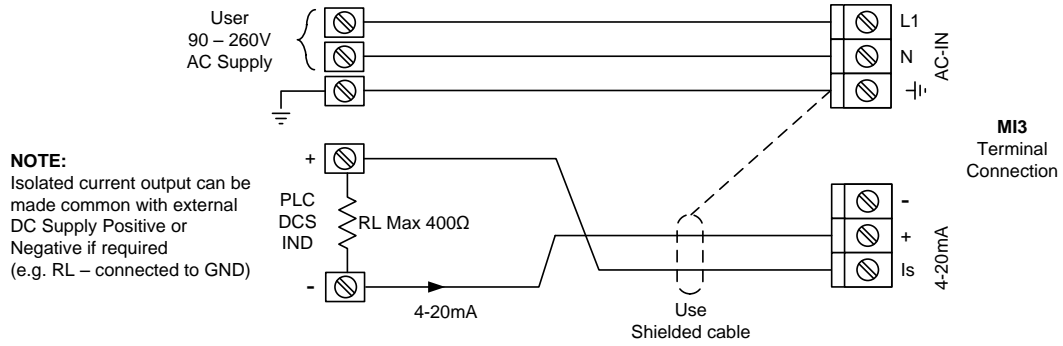 User
90 – 260V
AC Supply
L1
N
AC-IN
MI3
Terminal
Connection
NOTE:
Isolated current output can be
made common with external
DC Supply Positive or
Negative if required
(e.g. RL – connected to GND)
+
PLC
DCS
IND
RL Max 400Ω
-
4-20mA
Use
Shielded cable
-
+
Is
4-20mA